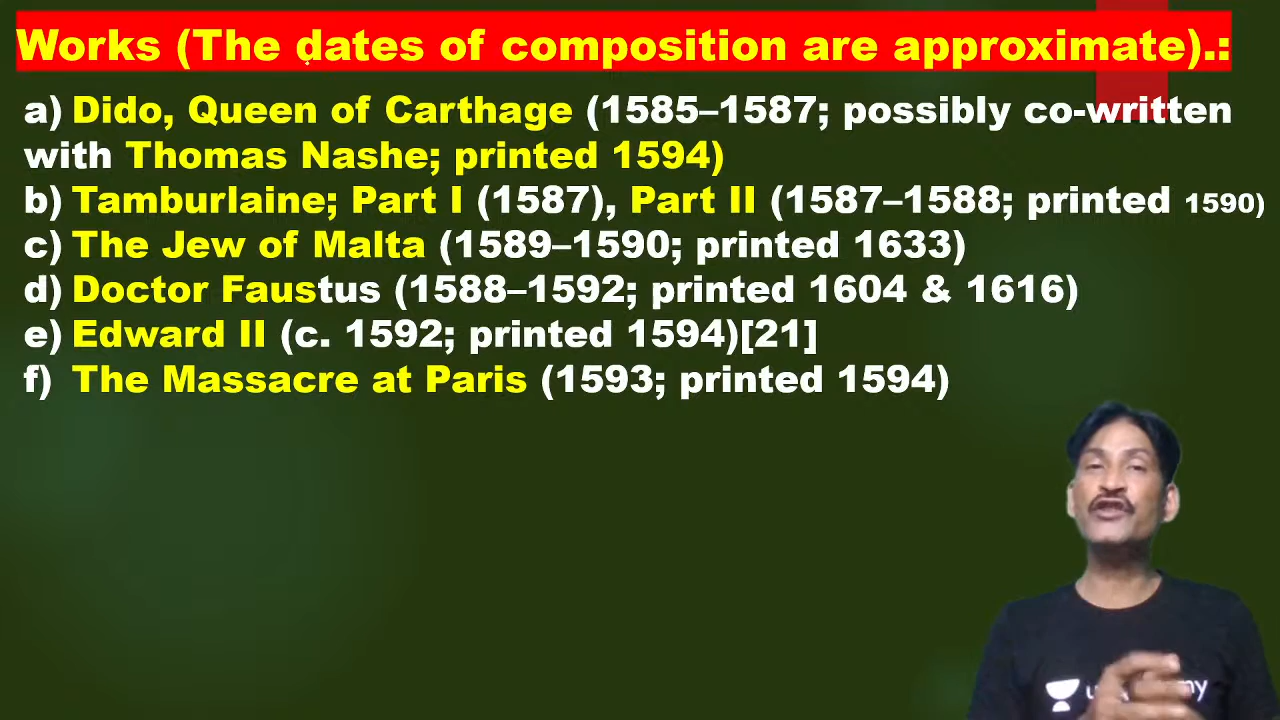 Works (The dates of composition are approximate).:
a) Dido, Queen of Carthage (1585–1587; possibly co-written
with Thomas Nashe; printed 1594)
b) Tamburlaine; Part I (1587), Part II (1587–1588; printed 1590)
c) The Jew of Malta (1589–1590; printed 1633)
d) Doctor Faustus (1588–1592; printed 1604 & 1616)
e) Edward II (c. 1592; printed 1594)[21]
f) The Massacre at Paris (1593; printed 1594)